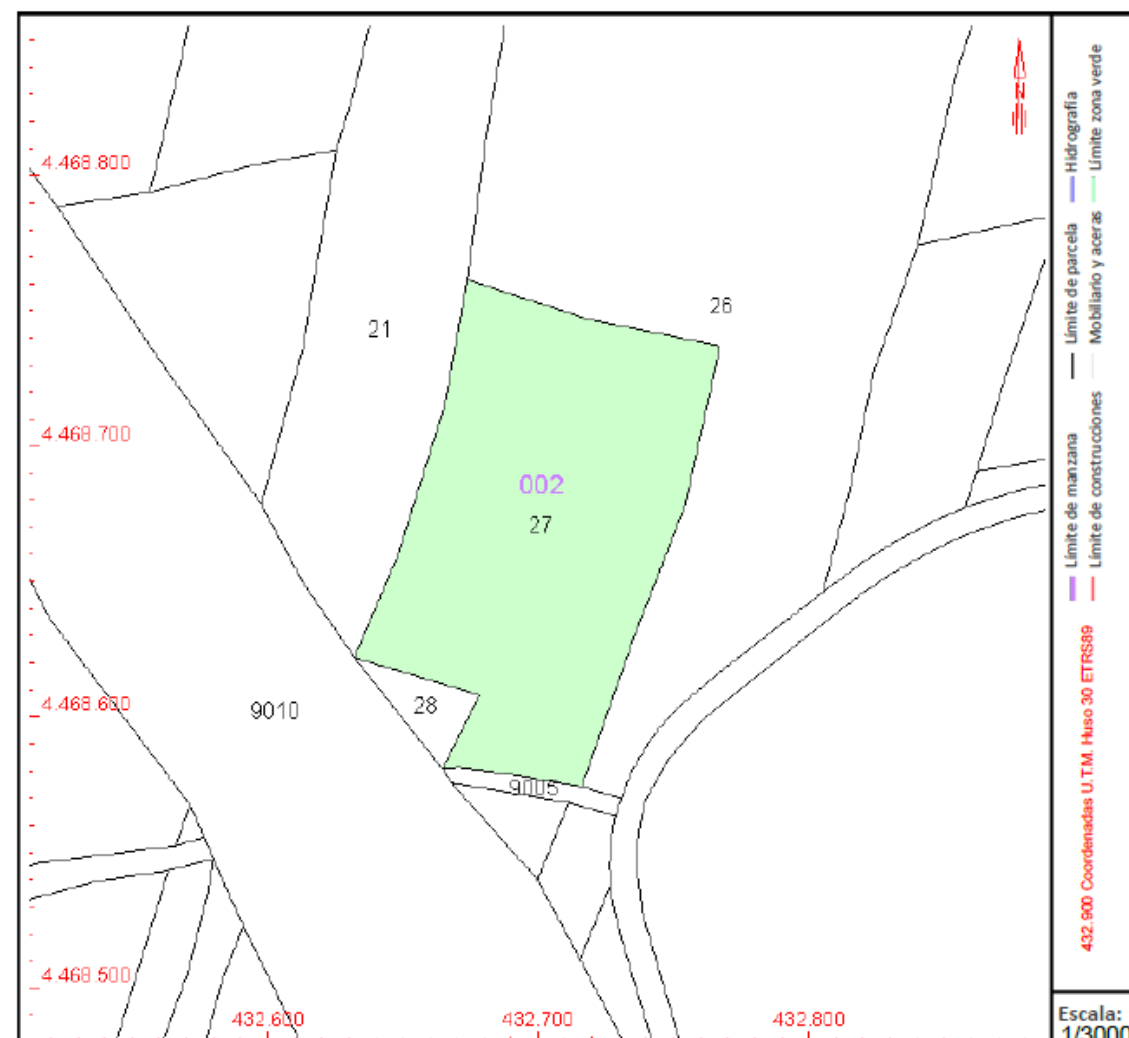 4.468.800
26
21
4.468.700
002
27
4.468.600
28
9010
9005
4.468.500
432.600
432.700
432.800
N
Hidrografía
Límite zona verde
Límite de parcela
Mobiliario y aceras
Límite de manzana
Límite de construcciones
432.900 Coordenadas U.T.M. Huso 30 ETRS89
Escala:
1/3000